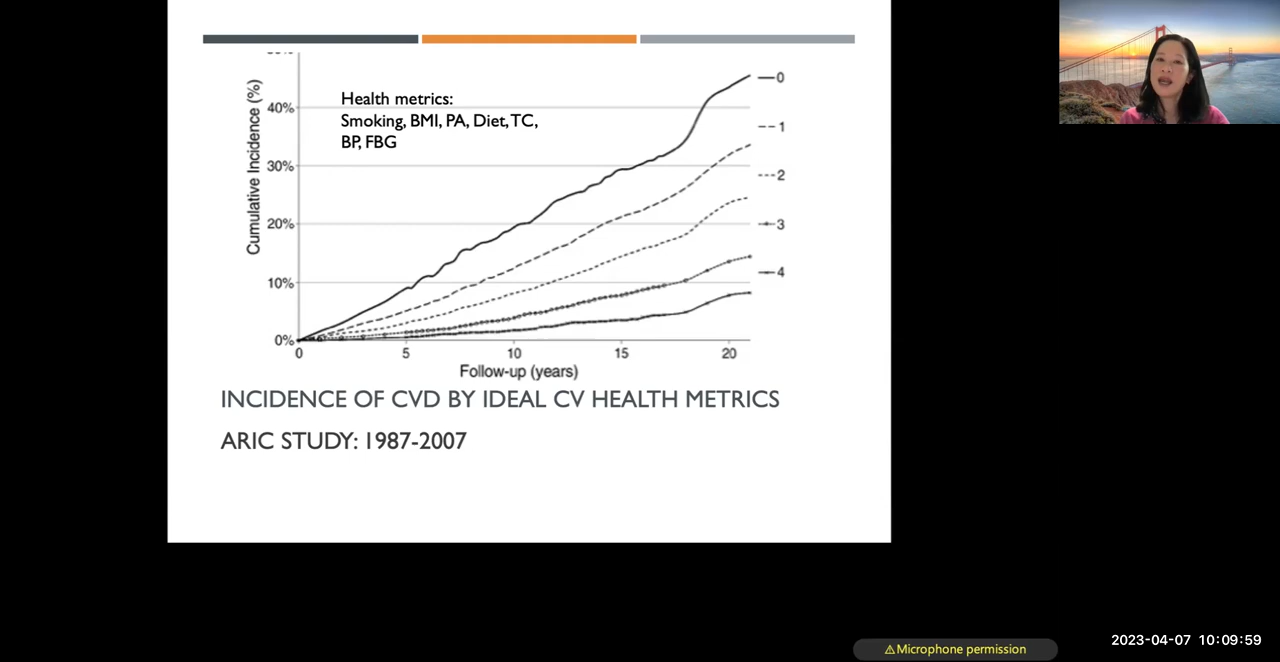 Health metrics:
Smoking, BMI, PA, Diet, TC,
BP, FBG
Cumulative Incidence (%)
40%
30%
20%
10%
0%
0
1
2
3
4
0 5 10 15 20
Follow-up (years)
INCIDENCE OF CVD BY IDEAL CV HEALTH METRICS
ARIC STUDY: 1987-2007
⚠Microphone permission
2023-04-07 10:09:59